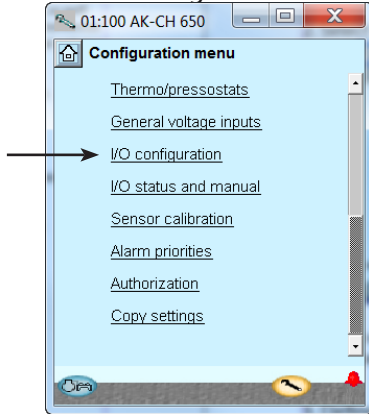 01:100 AK-CH 650
Configuration menu
Thermo/pressostats
General voltage inputs
I/O configuration
I/O status and manual
Sensor calibration
Alarm priorities
Authorization
Copy settings